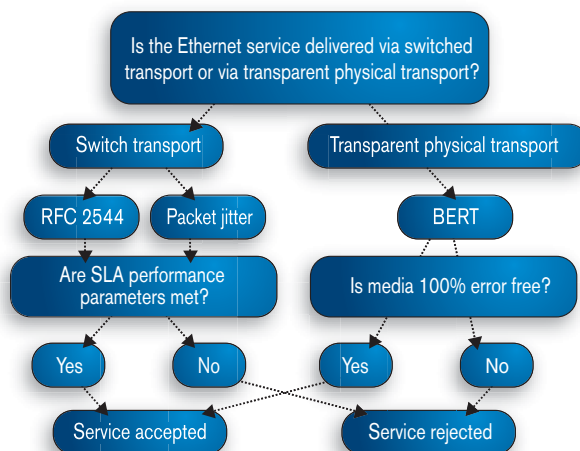 Is the Ethernet service delivered via switched
transport or via transparent physical transport?
Switch transport
Transparent physical transport
RFC 2544
Packet jitter
BERT
Are SLA performance
parameters met?
Is media 100% error free?
Yes
No
Yes
No
Service accepted
Service rejected